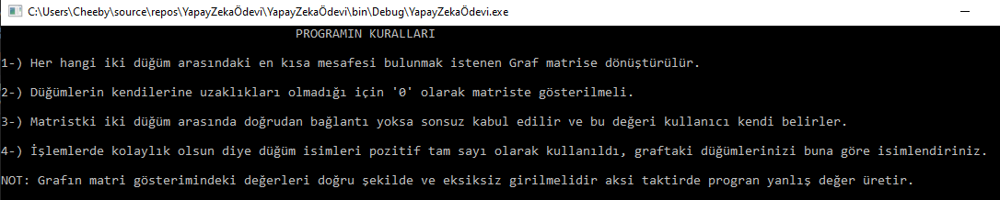 C:\Users\Cheeby\source\repos\YapayZekaÖdevi\YapayZekaÖdevi\bin\Debug\YapayZekaÖdevi.exe
PROGRAMIN KURALLARI
1-) Her hangi iki düğüm arasındaki en kısa mesafesi bulunmak istenen Graf matrise dönüştürülür.
2-) Düğümlerin kendilerine uzaklıkları olmadığı için '0' olarak matriste gösterilmeli.
3-) Matristki iki düğüm arasında doğrudan bağlantı yoksa sonsuz kabul edilir ve bu değeri kullanıcı kendi belirler.
4-) İşlemlerde kolaylık olsun diye düğüm isimleri pozitif tam sayı olarak kullanıldı, graftaki düğümlerinizi buna göre isimlendiriniz.
NOT: Grafın matri gösterimindeki değerleri doğru şekilde ve eksiksiz girilmelidir aksi taktirde progran yanlış değer üretir.